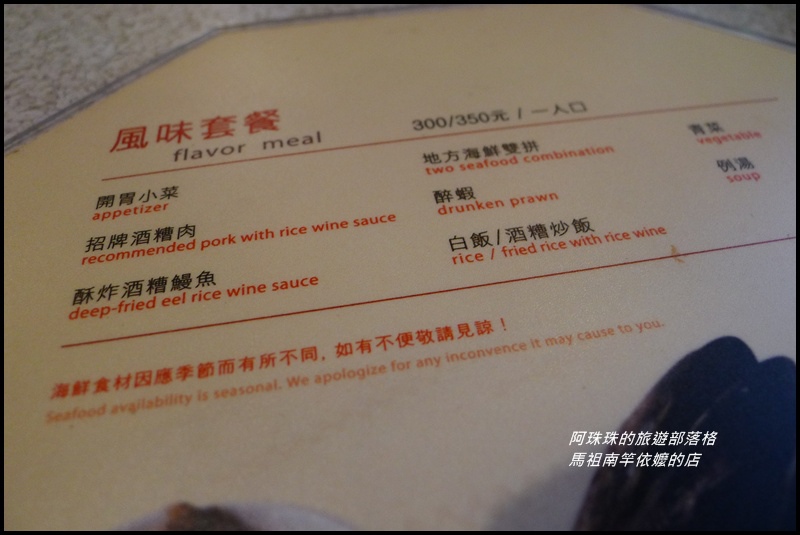 風味套餐
flavor meal
300/350元 / 一人口
開胃小菜
appetizer
招牌酒糟肉
recommended pork with rice wine sauce
酥炸酒糟鰻魚
deep-fried eel rice wine sauce
地方海鮮雙拼
two seafood combination
醉蝦
drunken prawn
白飯/酒糟炒飯
rice / fried rice with rice wine
青菜
vegetable
例湯
soup
海鮮食材因應季節而有所不同，如有不便敬請見諒！
Seafood availability is seasonal. We apologize for any inconvence it may cause to you.
阿珠珠的旅遊部落格
馬祖南竿依嬤的店